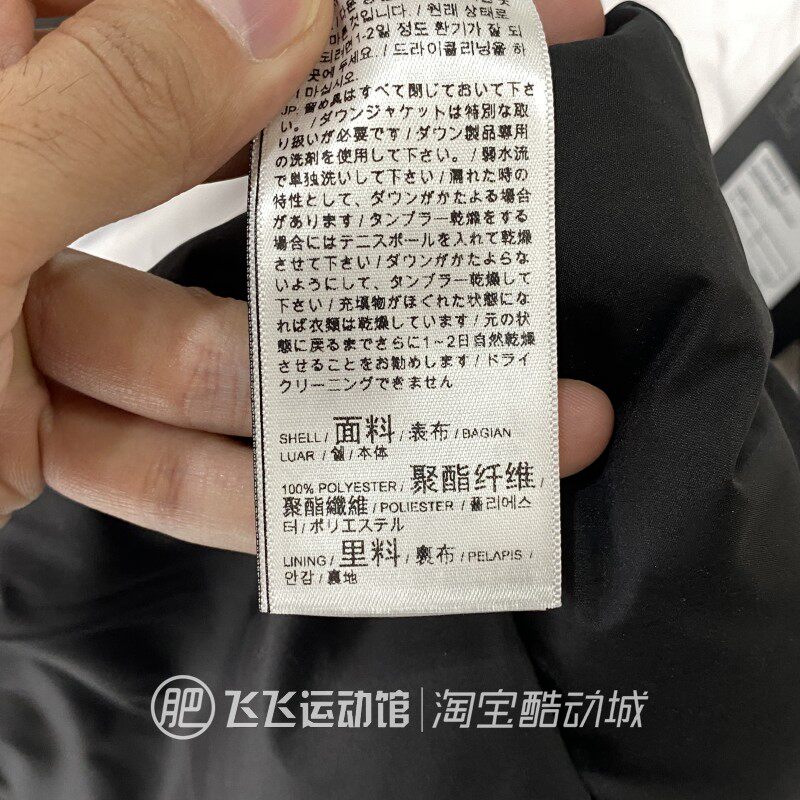 것입니다. / 원래 상태로
되려면 1-2일 정도 환기가 잘 되
두세요. / 드라이클리닝을 하
마십시오.
JP: 留め具はすべて閉じておいて下さ
い。/ ダウンジャケットは特別な取
り扱いが必要です / ダウン製品専用
の洗剤を使用して下さい。/ 弱水流
で単独洗いして下さい / 濡れた時の
特性として、ダウンがかたよる場合
があります / タンブラー乾燥をする
場合にはテニスボールを入れて乾燥
させて下さい / ダウンがかたよらな
いようにして、タンブラー乾燥して
下さい / 充填物がほぐれた状態にな
れば衣類は乾燥しています / 元の状
態に戻るまでさらに1~2日自然乾燥
させることをお勧めします / ドライ
クリーニングできません
SHELL / 面料 / 表布 / BAGIAN
LUAR / 쉘 / 本体
100% POLYESTER / 聚酯纤维 /
聚酯纖維 / POLIESTER / 폴리에스
터 / ポリエステル
LINING / 里料 / 裏布 / PELAPIS /
안감 / 裏地
肥 飞飞运动馆 | 淘宝酷动城